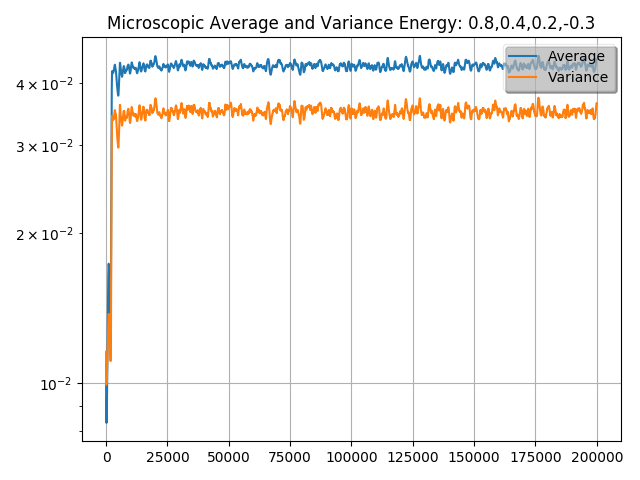 Microscopic Average and Variance Energy: 0.8,0.4,0.2,-0.3
Average
Variance
4 × 10⁻²
3 × 10⁻²
2 × 10⁻²
10⁻²
0 25000 50000 75000 100000 125000 150000 175000 200000